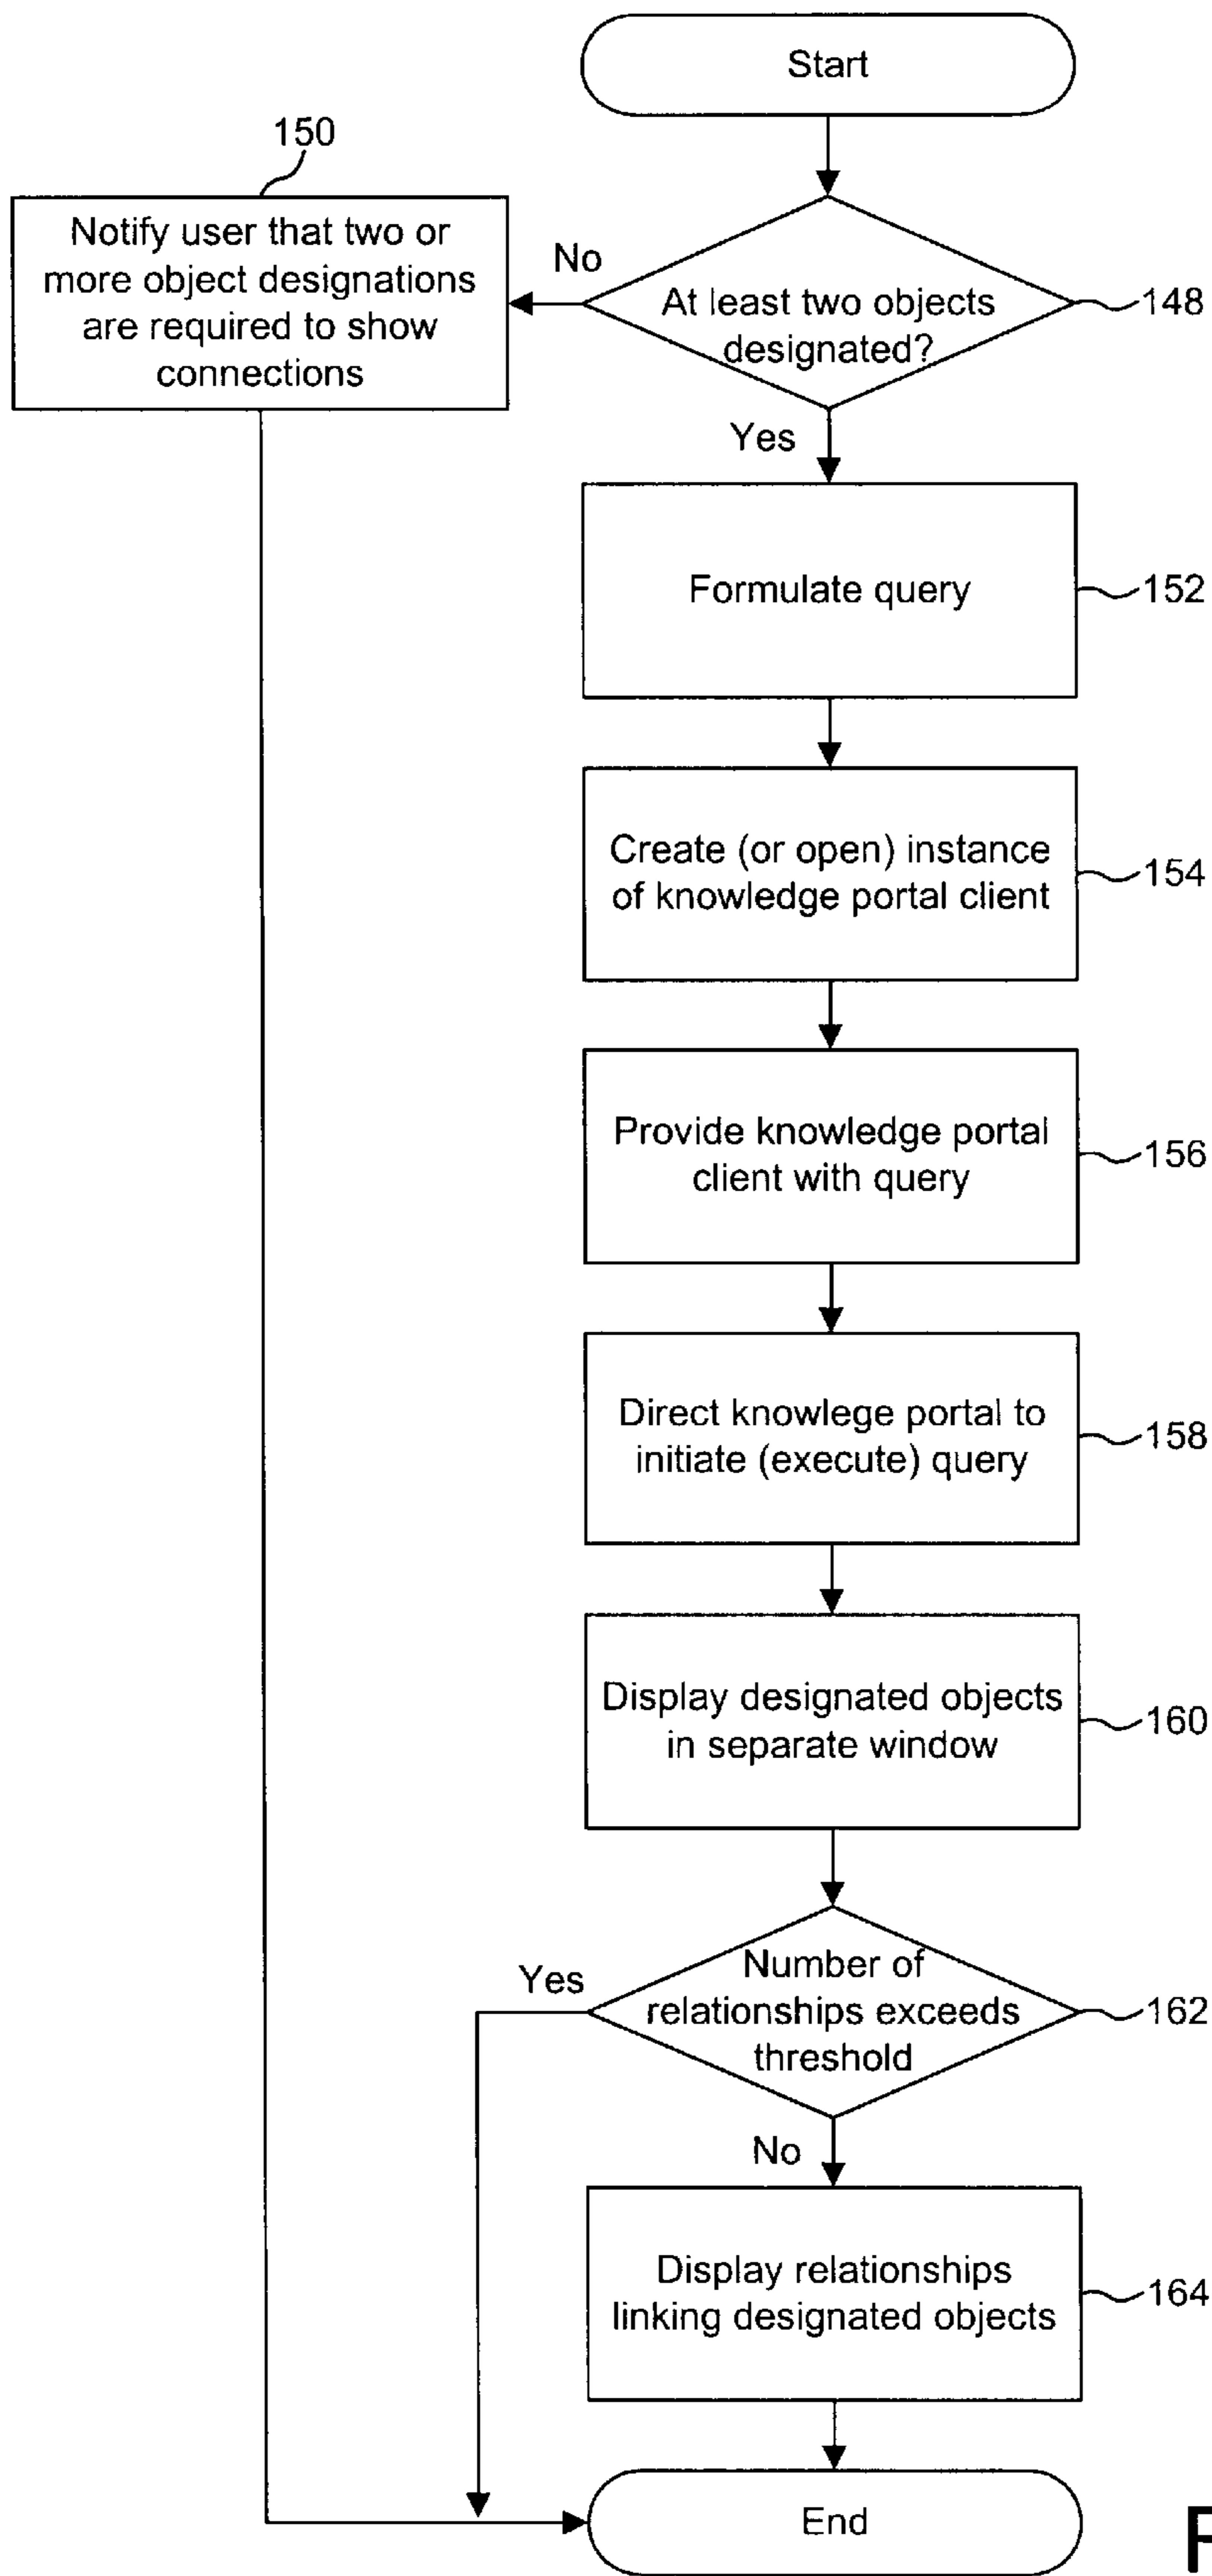 Start
150
Notify user that two or
more object designations
are required to show
connections
No
At least two objects
designated?
148
Yes
Formulate query
152
Create (or open) instance
of knowledge portal client
154
Provide knowledge portal
client with query
156
Direct knowlege portal to
initiate (execute) query
158
Display designated objects
in separate window
160
Yes
Number of
relationships exceeds
threshold
162
No
Display relationships
linking designated objects
164
End